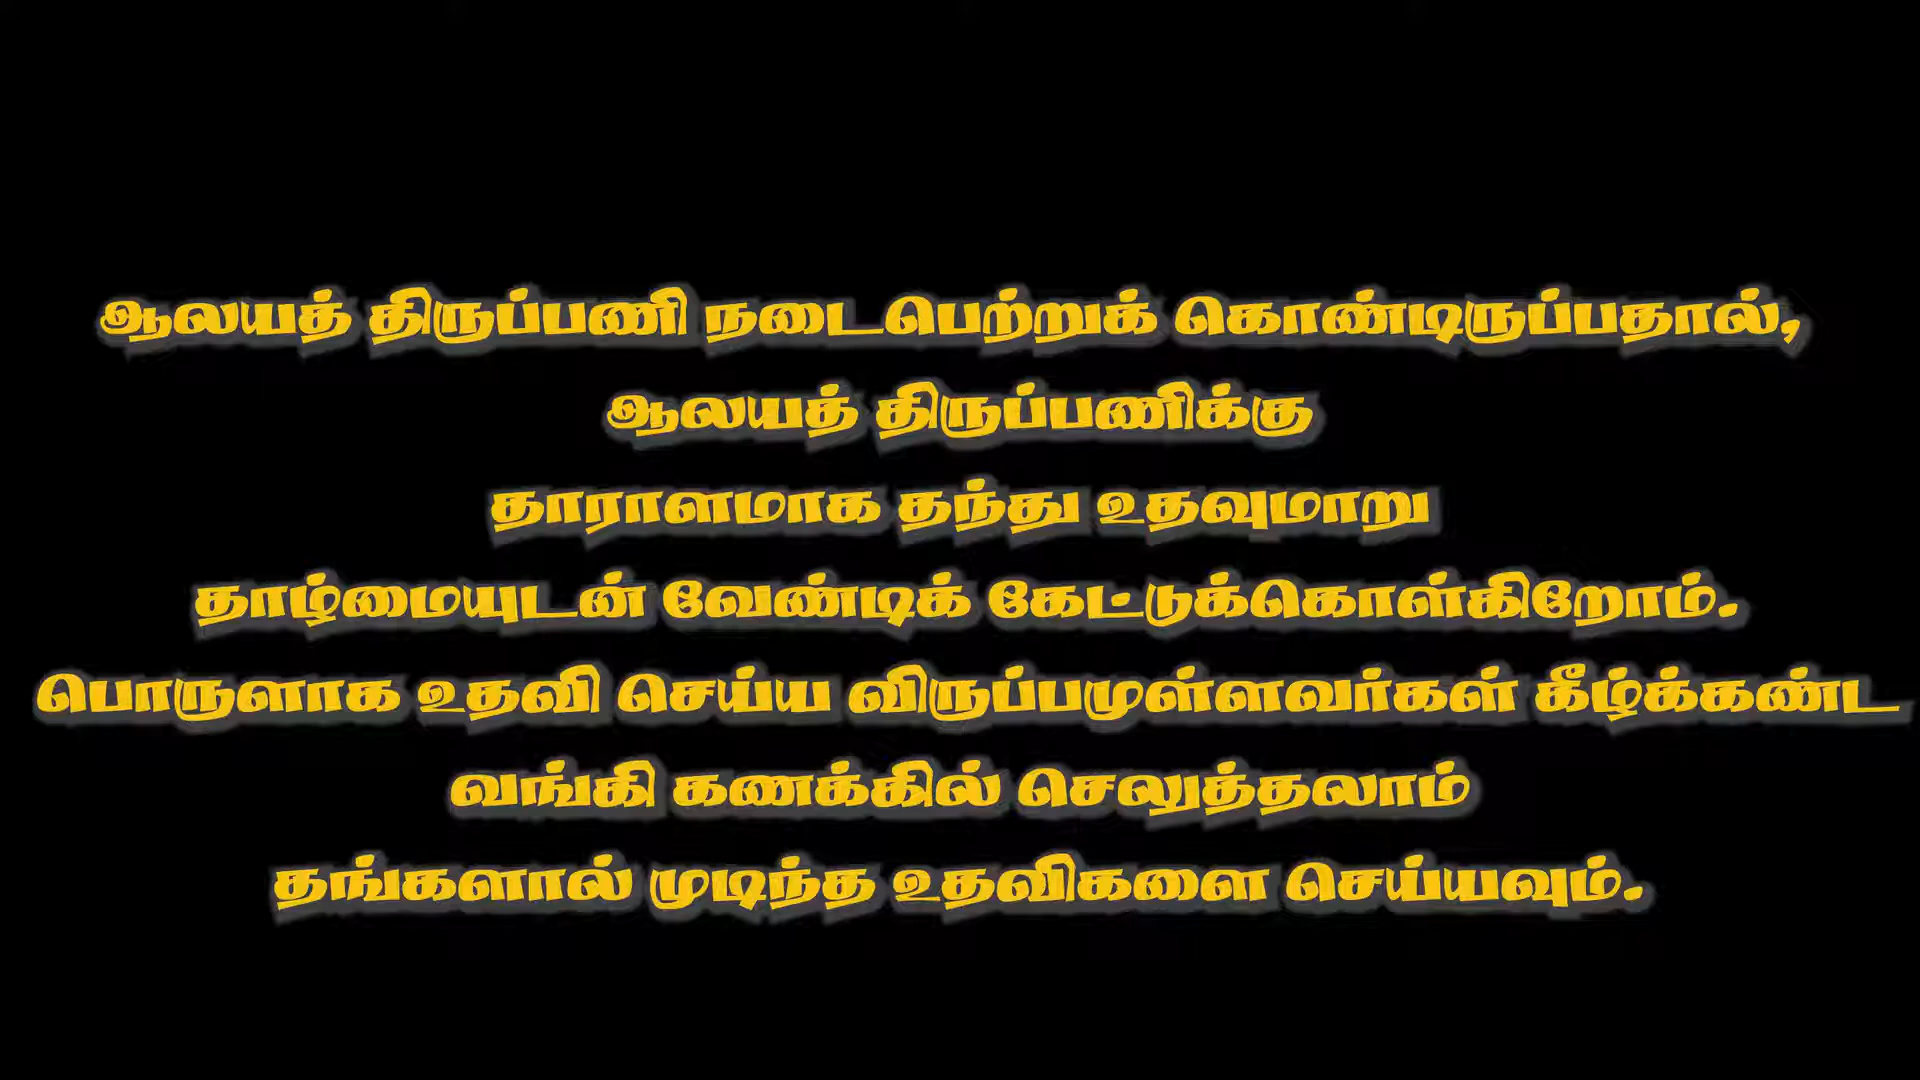 ஆலயத் திருப்பணி நடைபெற்றுக் கொண்டிருப்பதால்,
ஆலயத் திருப்பணிக்கு
தாராளமாக தந்து உதவுமாறு
தாழ்மையுடன் வேண்டிக் கேட்டுக்கொள்கிறோம்.
பொருளாக உதவி செய்ய விருப்பமுள்ளவர்கள் கீழ்க்கண்ட
வங்கி கணக்கில் செலுத்தலாம்
தங்களால் முடிந்த உதவிகளை செய்யவும்.